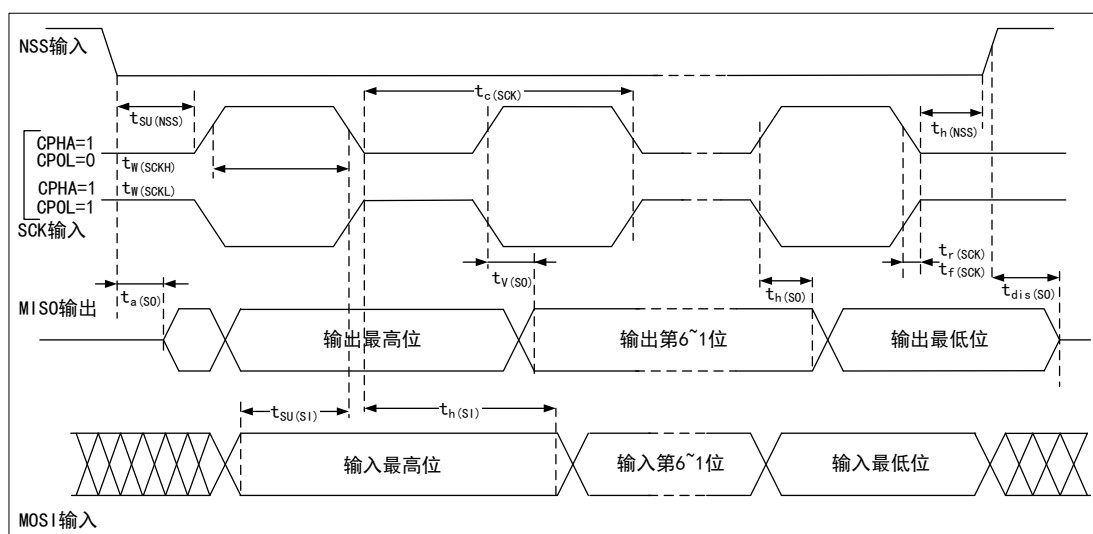 NSS输入
tc(SCK)
tSU(NSS)
th(NSS)
CPHA=1
CPOL=0
tW(SCKH)
CPHA=1
tW(SCKL)
CPOL=1
SCK输入
tr(SCK)
tV(SO)
tf(SCK)
ta(SO)
th(SO)
tdis(SO)
MISO输出
输出最高位
输出第6~1位
输出最低位
tSU(SI)
th(SI)
输入最高位
输入第6~1位
输入最低位
MOSI输入